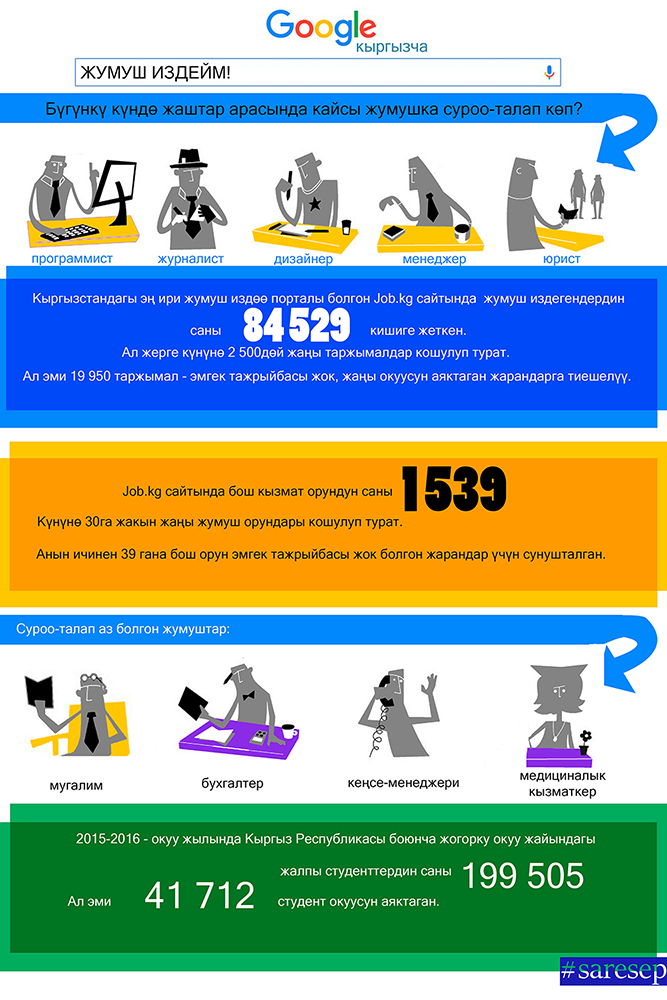 Google
кыргызча
ЖУМУШ ИЗДЕЙМ!
Бүгүнкү күндө жаштар арасында кайсы жумушка суроо-талап көп?
программист
журналист
дизайнер
менеджер
юрист
Кыргызстандагы эң ири жумуш издөө порталы болгон Job.kg сайтында жумуш издегендердин
саны 84 529 кишиге жеткен.
Ал жерге күнүнө 2 500дөй жаңы таржымалдар кошулуп турат.
Ал эми 19 950 таржымал - эмгек тажрыйбасы жок, жаңы окуусун аяктаган жарандарга тиешелүү.
Job.kg сайтында бош кызмат орундун саны 1539
Күнүнө 30га жакын жаңы жумуш орундары кошулуп турат.
Анын ичинен 39 гана бош орун эмгек тажрыйбасы жок болгон жарандар үчүн сунушталган.
Суроо-талап аз болгон жумуштар:
мугалим
бухгалтер
кеңсе-менеджери
медициналык
кызматкер
2015-2016 - окуу жылында Кыргыз Республикасы боюнча жогорку окуу жайындагы
жалпы студенттердин саны 199 505
Ал эми 41 712 студент окуусун аяктаган.
#saresep